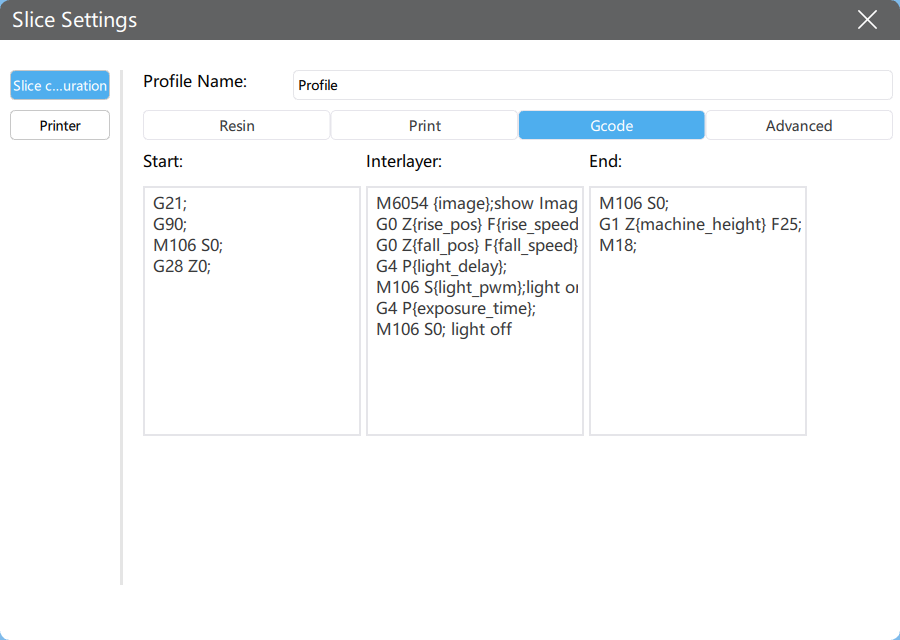 Slice Settings
Slice c...uration
Printer
Profile Name:
Profile
Resin
Print
Gcode
Advanced
Start:
G21;
G90;
M106 S0;
G28 Z0;
Interlayer:
M6054 {image};show Imag
G0 Z{rise_pos} F{rise_speed
G0 Z{fall_pos} F{fall_speed}
G4 P{light_delay};
M106 S{light_pwm};light on
G4 P{exposure_time};
M106 S0; light off
End:
M106 S0;
G1 Z{machine_height} F25;
M18;